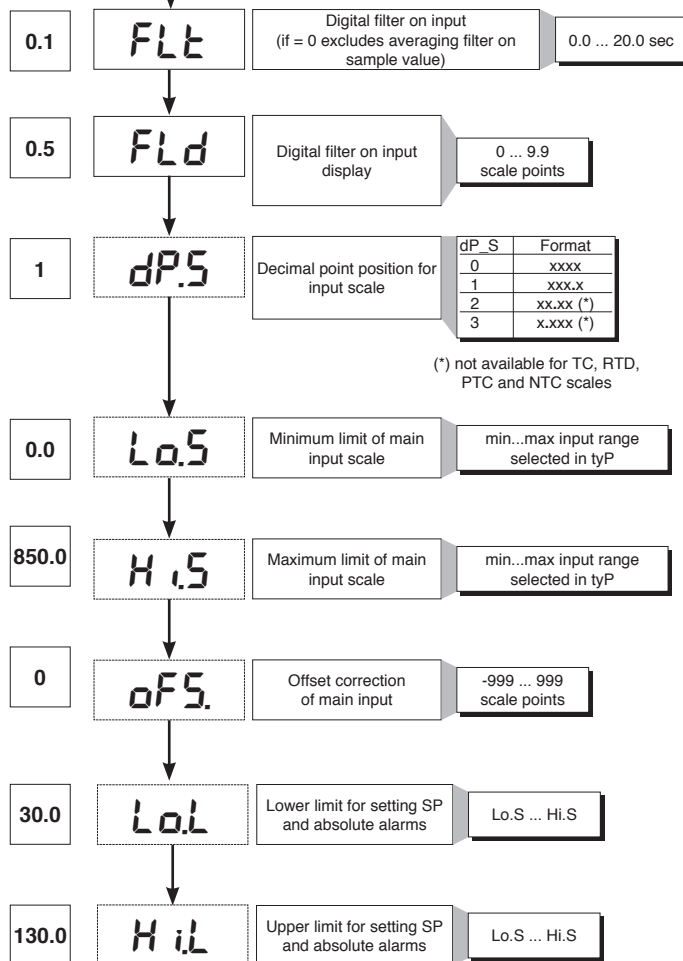 0.1
FLt
Digital filter on input
(if = 0 excludes averaging filter on
sample value)
0.0 ... 20.0 sec
0.5
FLd
Digital filter on input
display
0 ... 9.9
scale points
1
dP.S
Decimal point position for
input scale
dP_S Format
0 xxxx
1 xxx.x
2 xx.xx (*)
3 x.xxx (*)
(*) not available for TC, RTD,
PTC and NTC scales
0.0
Lo.S
Minimum limit of main
input scale
min...max input range
selected in tyP
850.0
Hi.S
Maximum limit of main
input scale
min...max input range
selected in tyP
0
oFS.
Offset correction
of main input
-999 ... 999
scale points
30.0
Lo.L
Lower limit for setting SP
and absolute alarms
Lo.S ... Hi.S
130.0
Hi.L
Upper limit for setting SP
and absolute alarms
Lo.S ... Hi.S